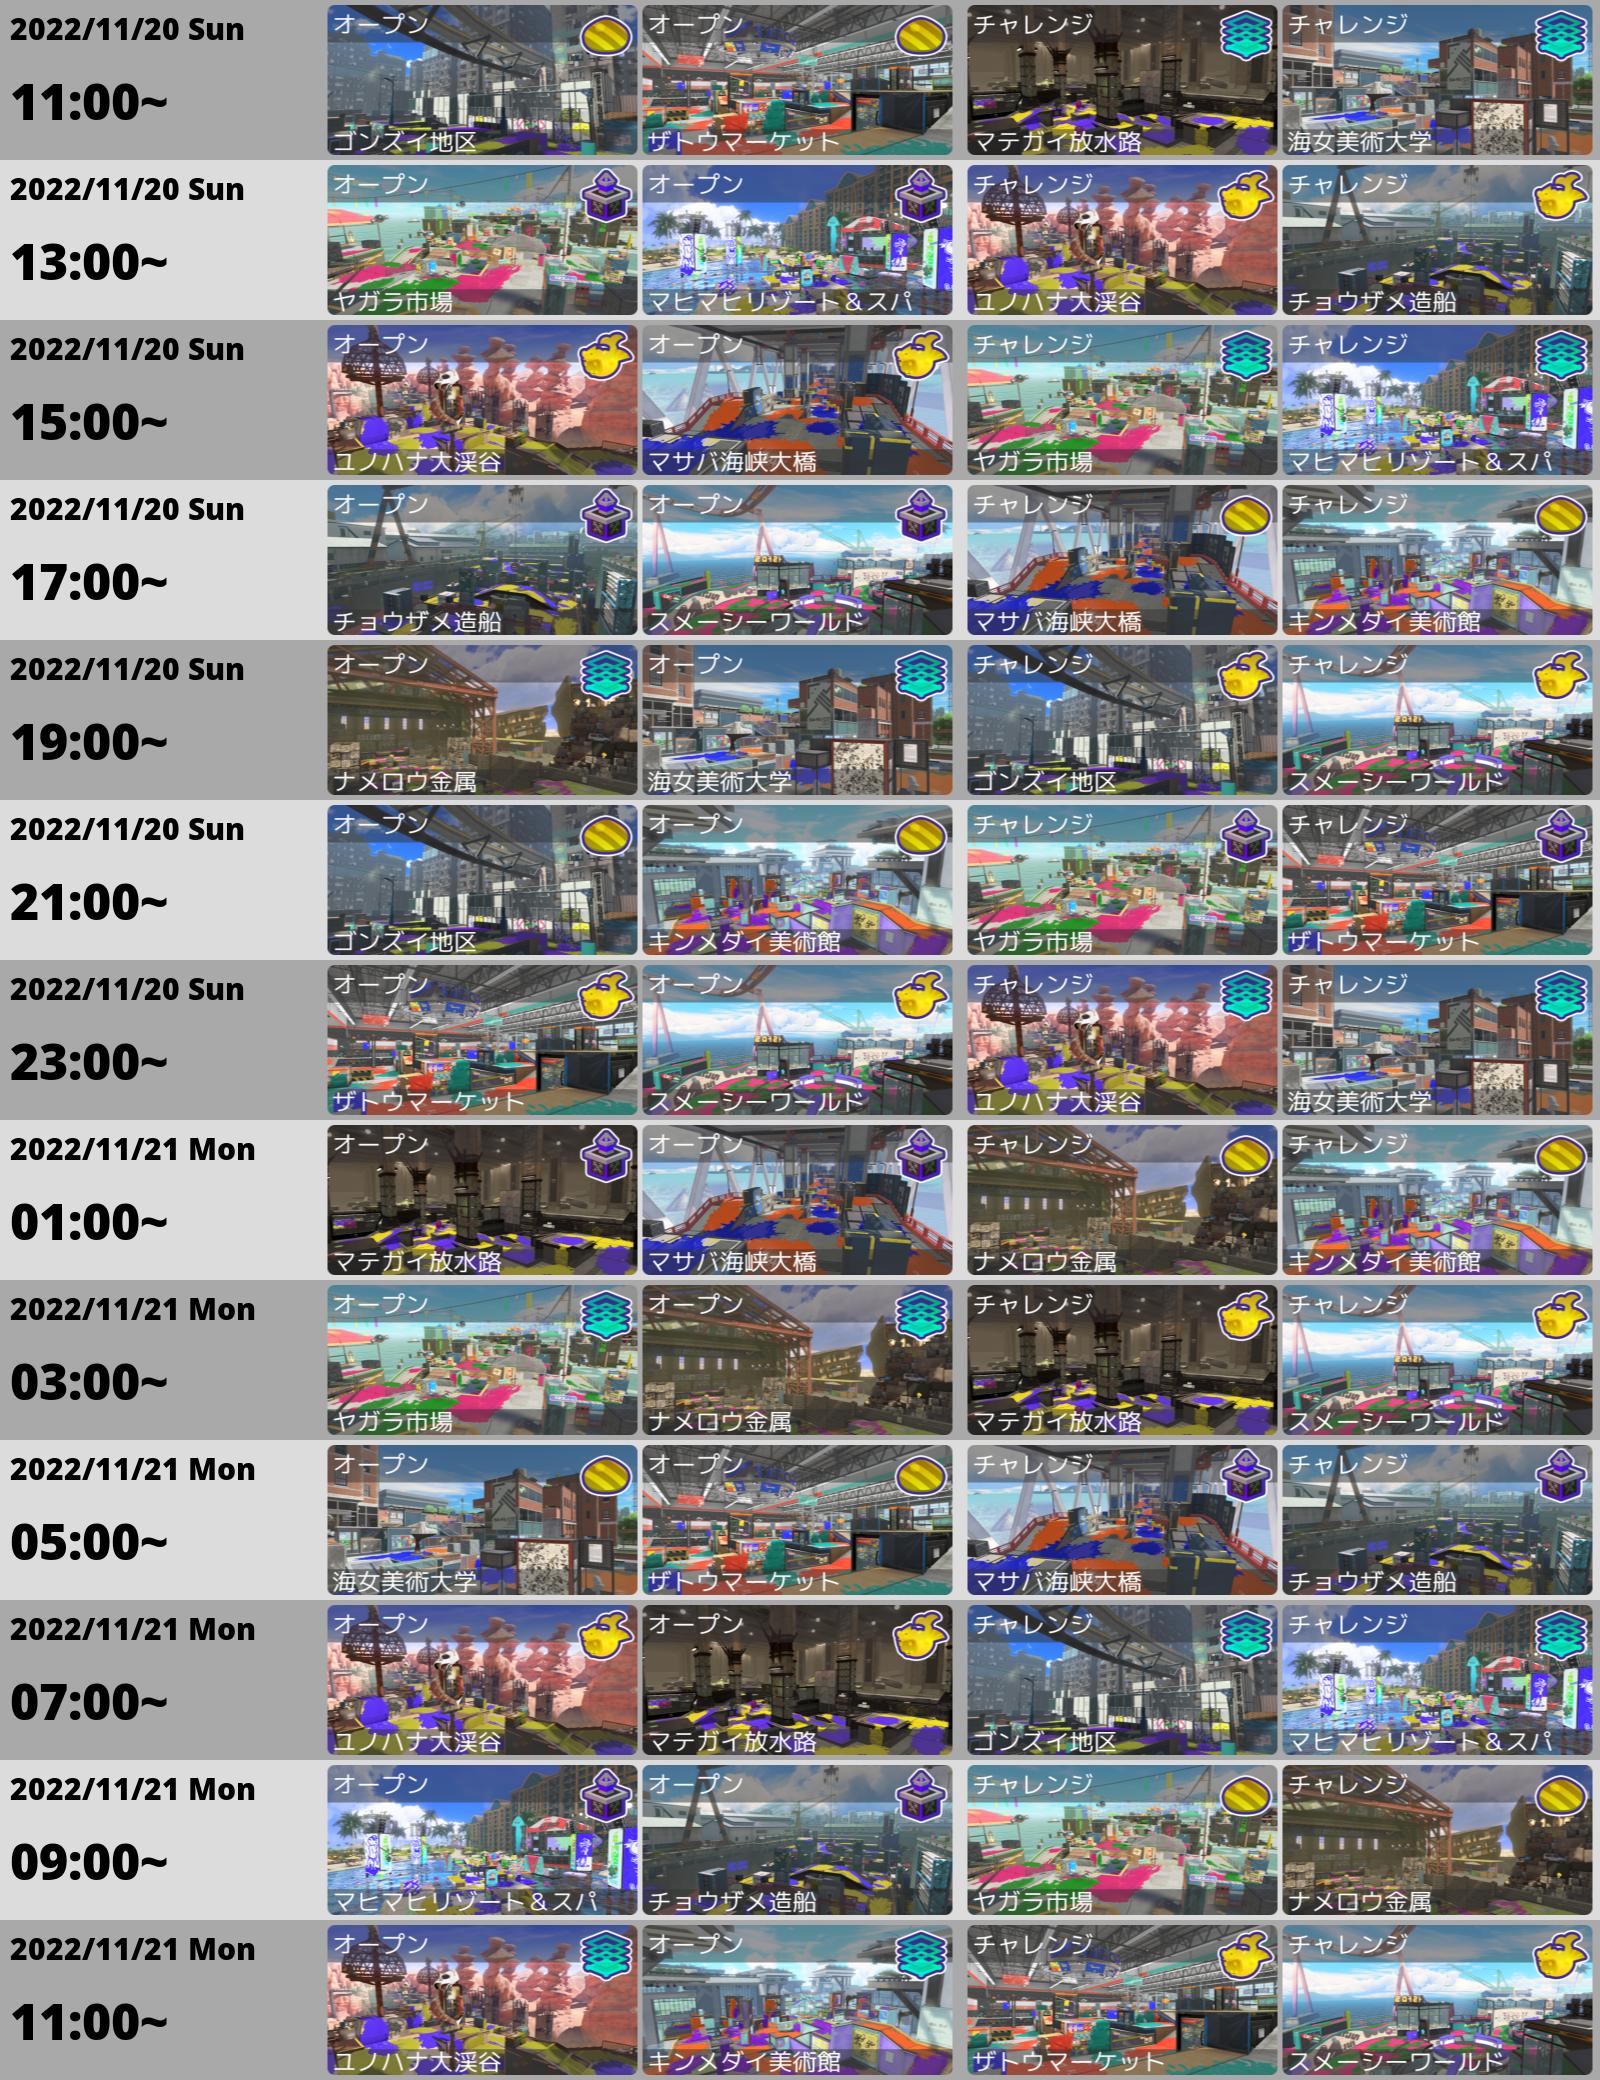 2022/11/20 Sun
11:00~
オープン オープン チャレンジ チャレンジ
ゴンズイ地区 ザトウマーケット マテガイ放水路 海女美術大学
2022/11/20 Sun
13:00~
オープン オープン チャレンジ チャレンジ
ヤガラ市場 マヒマヒリゾート＆スパ ユノハナ大渓谷 チョウザメ造船
2022/11/20 Sun
15:00~
オープン オープン チャレンジ チャレンジ
ユノハナ大渓谷 マサバ海峡大橋 ヤガラ市場 マヒマヒリゾート＆スパ
2022/11/20 Sun
17:00~
オープン オープン チャレンジ チャレンジ
チョウザメ造船 スメーシーワールド マサバ海峡大橋 キンメダイ美術館
2022/11/20 Sun
19:00~
オープン オープン チャレンジ チャレンジ
ナメロウ金属 海女美術大学 ゴンズイ地区 スメーシーワールド
2022/11/20 Sun
21:00~
オープン オープン チャレンジ チャレンジ
ゴンズイ地区 キンメダイ美術館 ヤガラ市場 ザトウマーケット
2022/11/20 Sun
23:00~
オープン オープン チャレンジ チャレンジ
ザトウマーケット スメーシーワールド ユノハナ大渓谷 海女美術大学
2022/11/21 Mon
01:00~
オープン オープン チャレンジ チャレンジ
マテガイ放水路 マサバ海峡大橋 ナメロウ金属 キンメダイ美術館
2022/11/21 Mon
03:00~
オープン オープン チャレンジ チャレンジ
ヤガラ市場 ナメロウ金属 マテガイ放水路 スメーシーワールド
2022/11/21 Mon
05:00~
オープン オープン チャレンジ チャレンジ
海女美術大学 ザトウマーケット マサバ海峡大橋 チョウザメ造船
2022/11/21 Mon
07:00~
オープン オープン チャレンジ チャレンジ
ユノハナ大渓谷 マテガイ放水路 ゴンズイ地区 マヒマヒリゾート＆スパ
2022/11/21 Mon
09:00~
オープン オープン チャレンジ チャレンジ
マヒマヒリゾート＆スパ チョウザメ造船 ヤガラ市場 ナメロウ金属
2022/11/21 Mon
11:00~
オープン オープン チャレンジ チャレンジ
ユノハナ大渓谷 キンメダイ美術館 ザトウマーケット スメーシーワールド